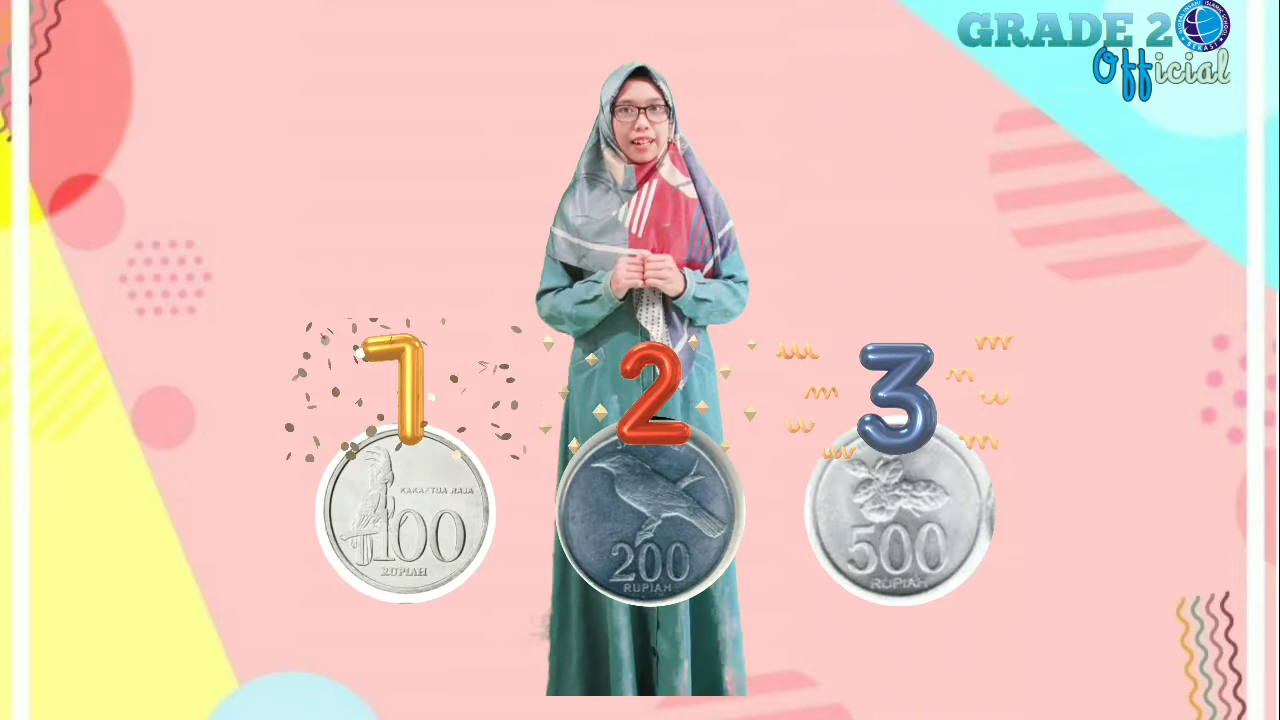 GRADE 2
Official
1
2
3
KAKAKTUA RAJA
100
RUPIAH
200
RUPIAH
500
RUPIAH